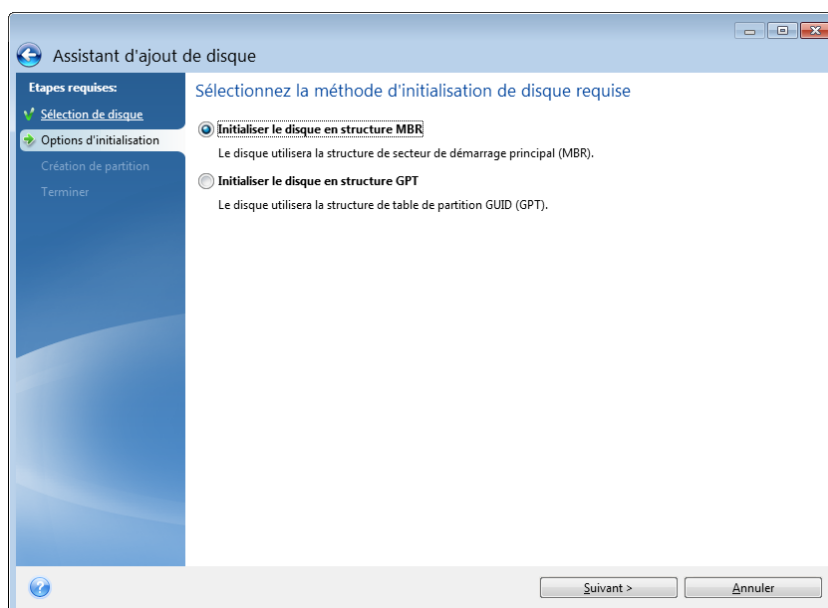 Assistant d'ajout de disque
Etapes requises:
Sélection de disque
Options d'initialisation
Création de partition
Terminer
Sélectionnez la méthode d'initialisation de disque requise
Initialiser le disque en structure MBR
Le disque utilisera la structure de secteur de démarrage principal (MBR).
Initialiser le disque en structure GPT
Le disque utilisera la structure de table de partition GUID (GPT).
Suivant >
Annuler